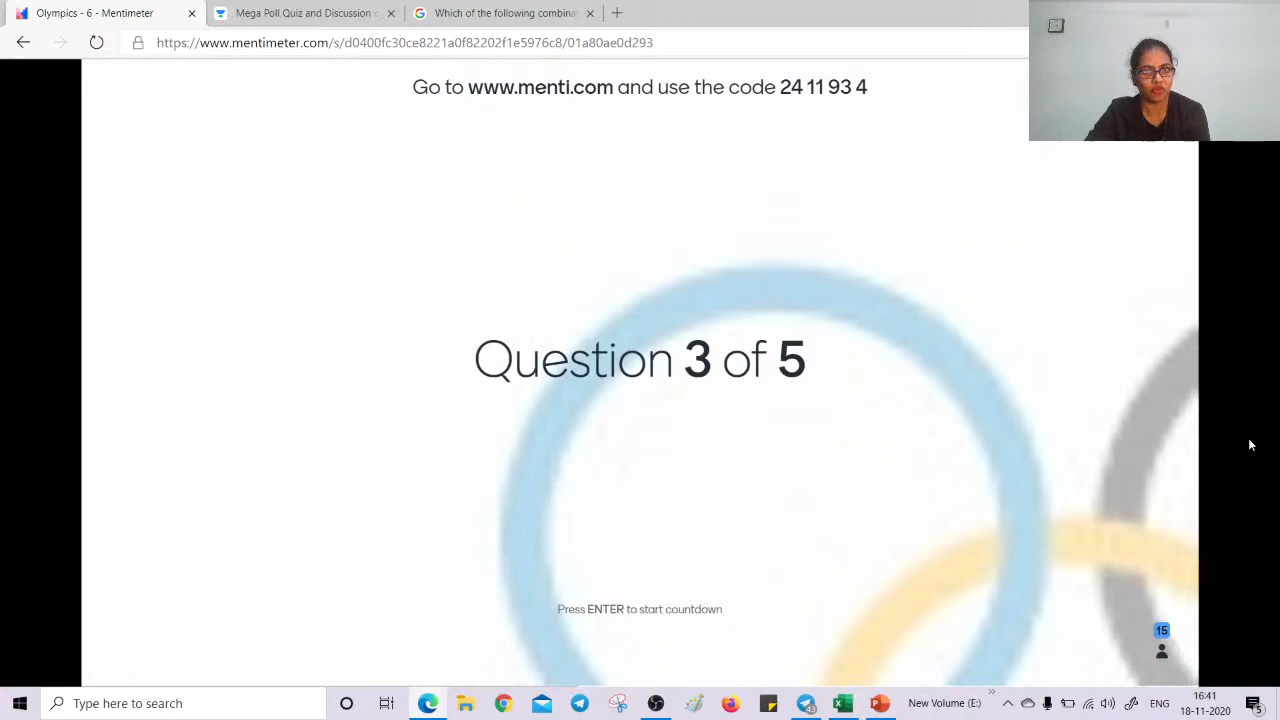 Olympics - 6 - Mentimeter
Mega Poll Quiz and Discussion e
Which of the following combina
https://www.mentimeter.com/s/d0400fc30ce8221a0f82202f1e5976c8/01a80ae0d293
Go to www.menti.com and use the code 24 11 93 4
Question 3 of 5
Press ENTER to start countdown
15
Type here to search
New Volume (E:)
ENG
16:41
18-11-2020
5